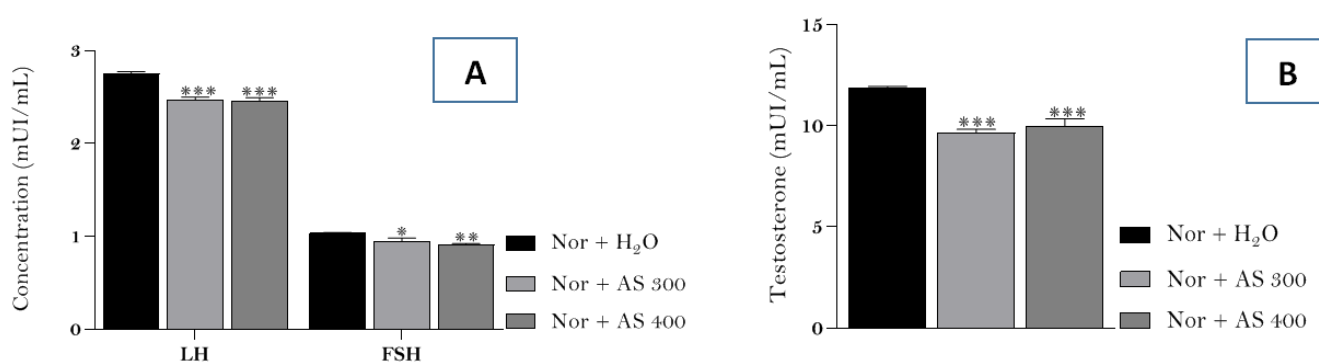 A
Concentration (mUI/mL)
3
2
1
0
*** ***
* **
LH FSH
Nor + H₂O
Nor + AS 300
Nor + AS 400
B
Testosterone (mUI/mL)
15
10
5
0
*** ***
Nor + H₂O
Nor + AS 300
Nor + AS 400